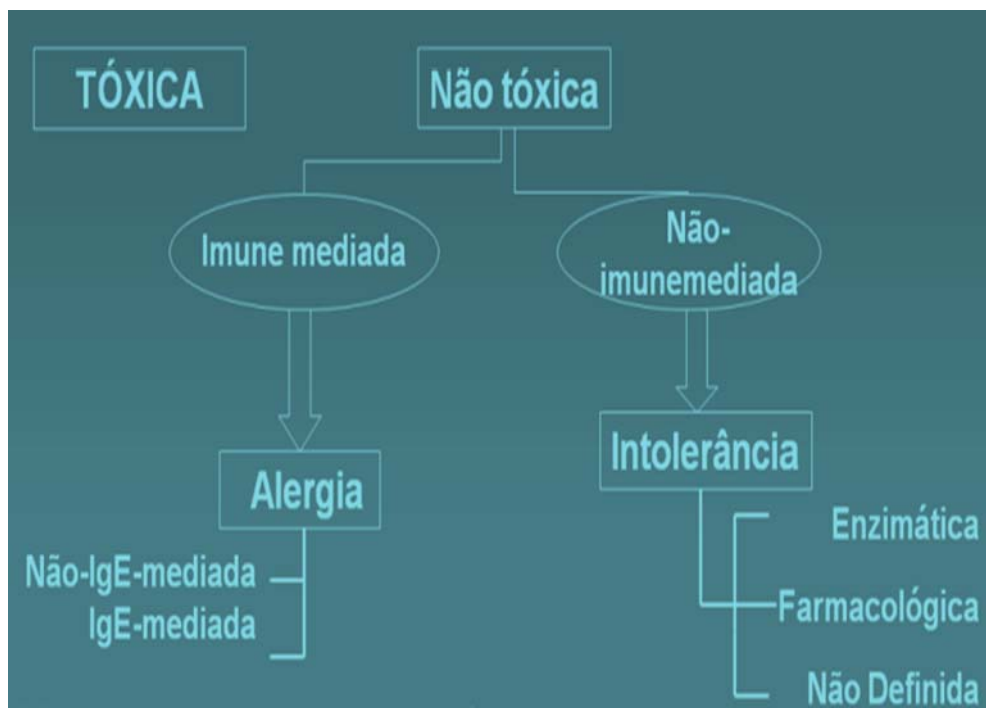 TÓXICA
Não tóxica
Imune mediada
Não-
imunemediada
Alergia
Não-IgE-mediada
IgE-mediada
Intolerância
Enzimática
Farmacológica
Não Definida